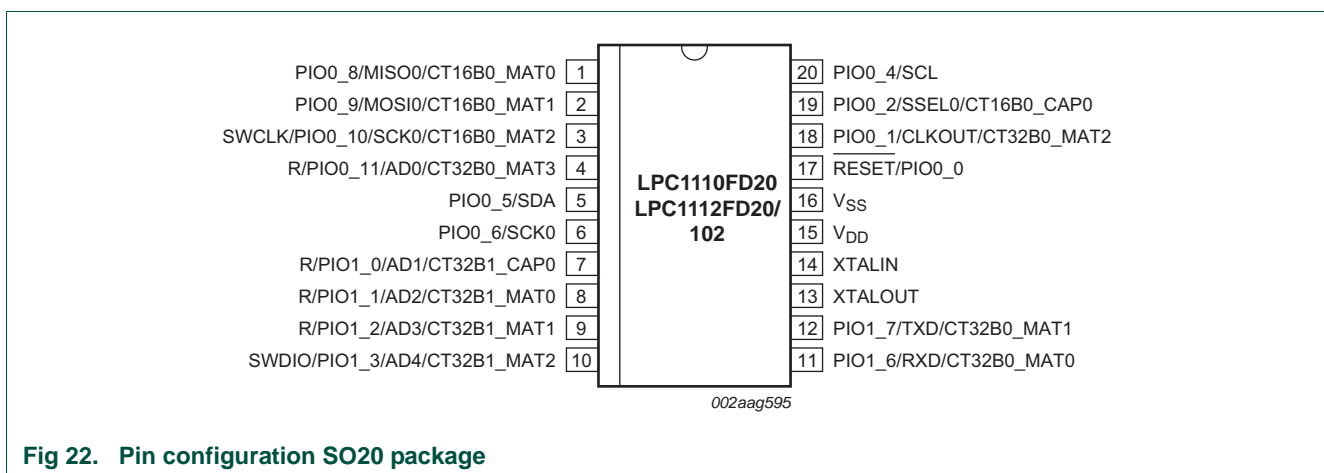 PIO0_8/MISO0/CT16B0_MAT0 1
PIO0_9/MOSI0/CT16B0_MAT1 2
SWCLK/PIO0_10/SCK0/CT16B0_MAT2 3
R/PIO0_11/AD0/CT32B0_MAT3 4
PIO0_5/SDA 5
PIO0_6/SCK0 6
R/PIO1_0/AD1/CT32B1_CAP0 7
R/PIO1_1/AD2/CT32B1_MAT0 8
R/PIO1_2/AD3/CT32B1_MAT1 9
SWDIO/PIO1_3/AD4/CT32B1_MAT2 10
LPC1110FD20
LPC1112FD20/
102
20 PIO0_4/SCL
19 PIO0_2/SSEL0/CT16B0_CAP0
18 PIO0_1/CLKOUT/CT32B0_MAT2
17 RESET/PIO0_0
16 VSS
15 VDD
14 XTALIN
13 XTALOUT
12 PIO1_7/TXD/CT32B0_MAT1
11 PIO1_6/RXD/CT32B0_MAT0
002aag595
Fig 22. Pin configuration SO20 package